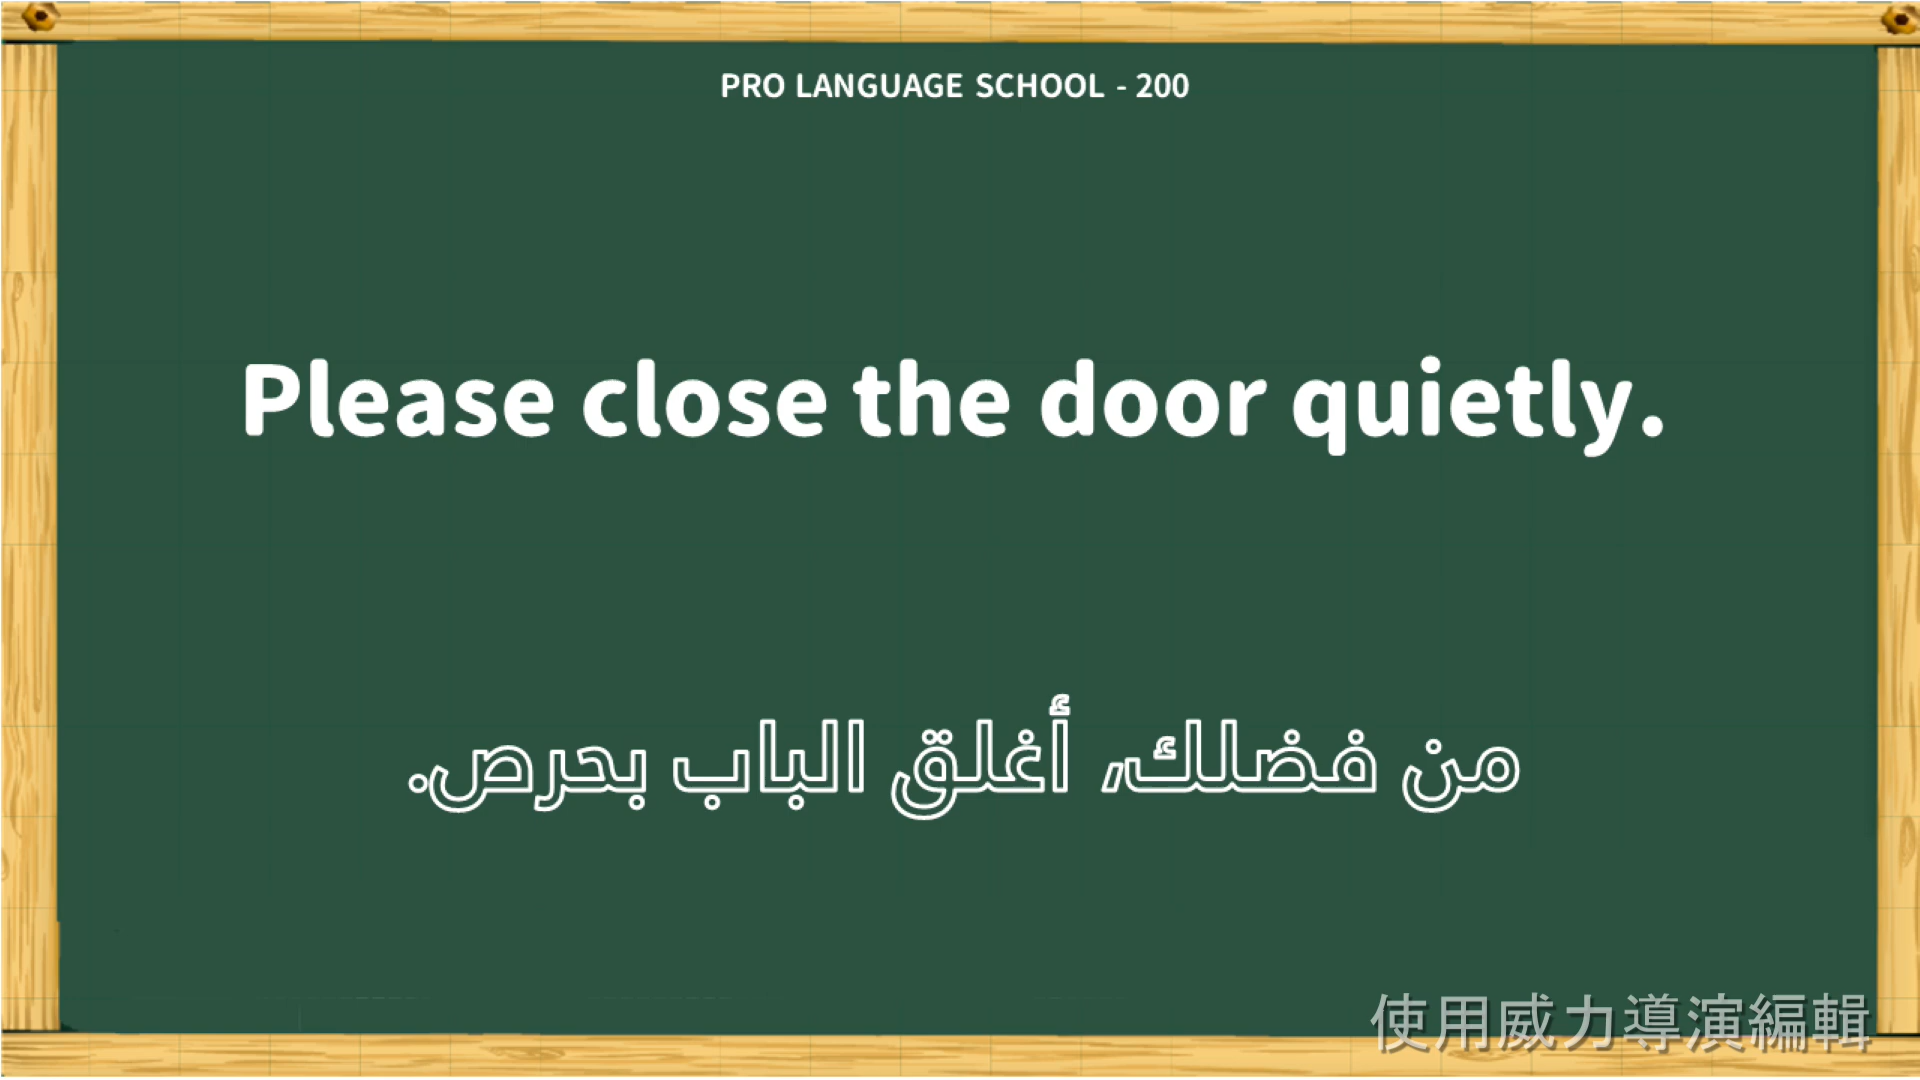 PRO LANGUAGE SCHOOL - 200
Please close the door quietly.
من فضلك، أغلق الباب بحرص.
使用威力導演編輯